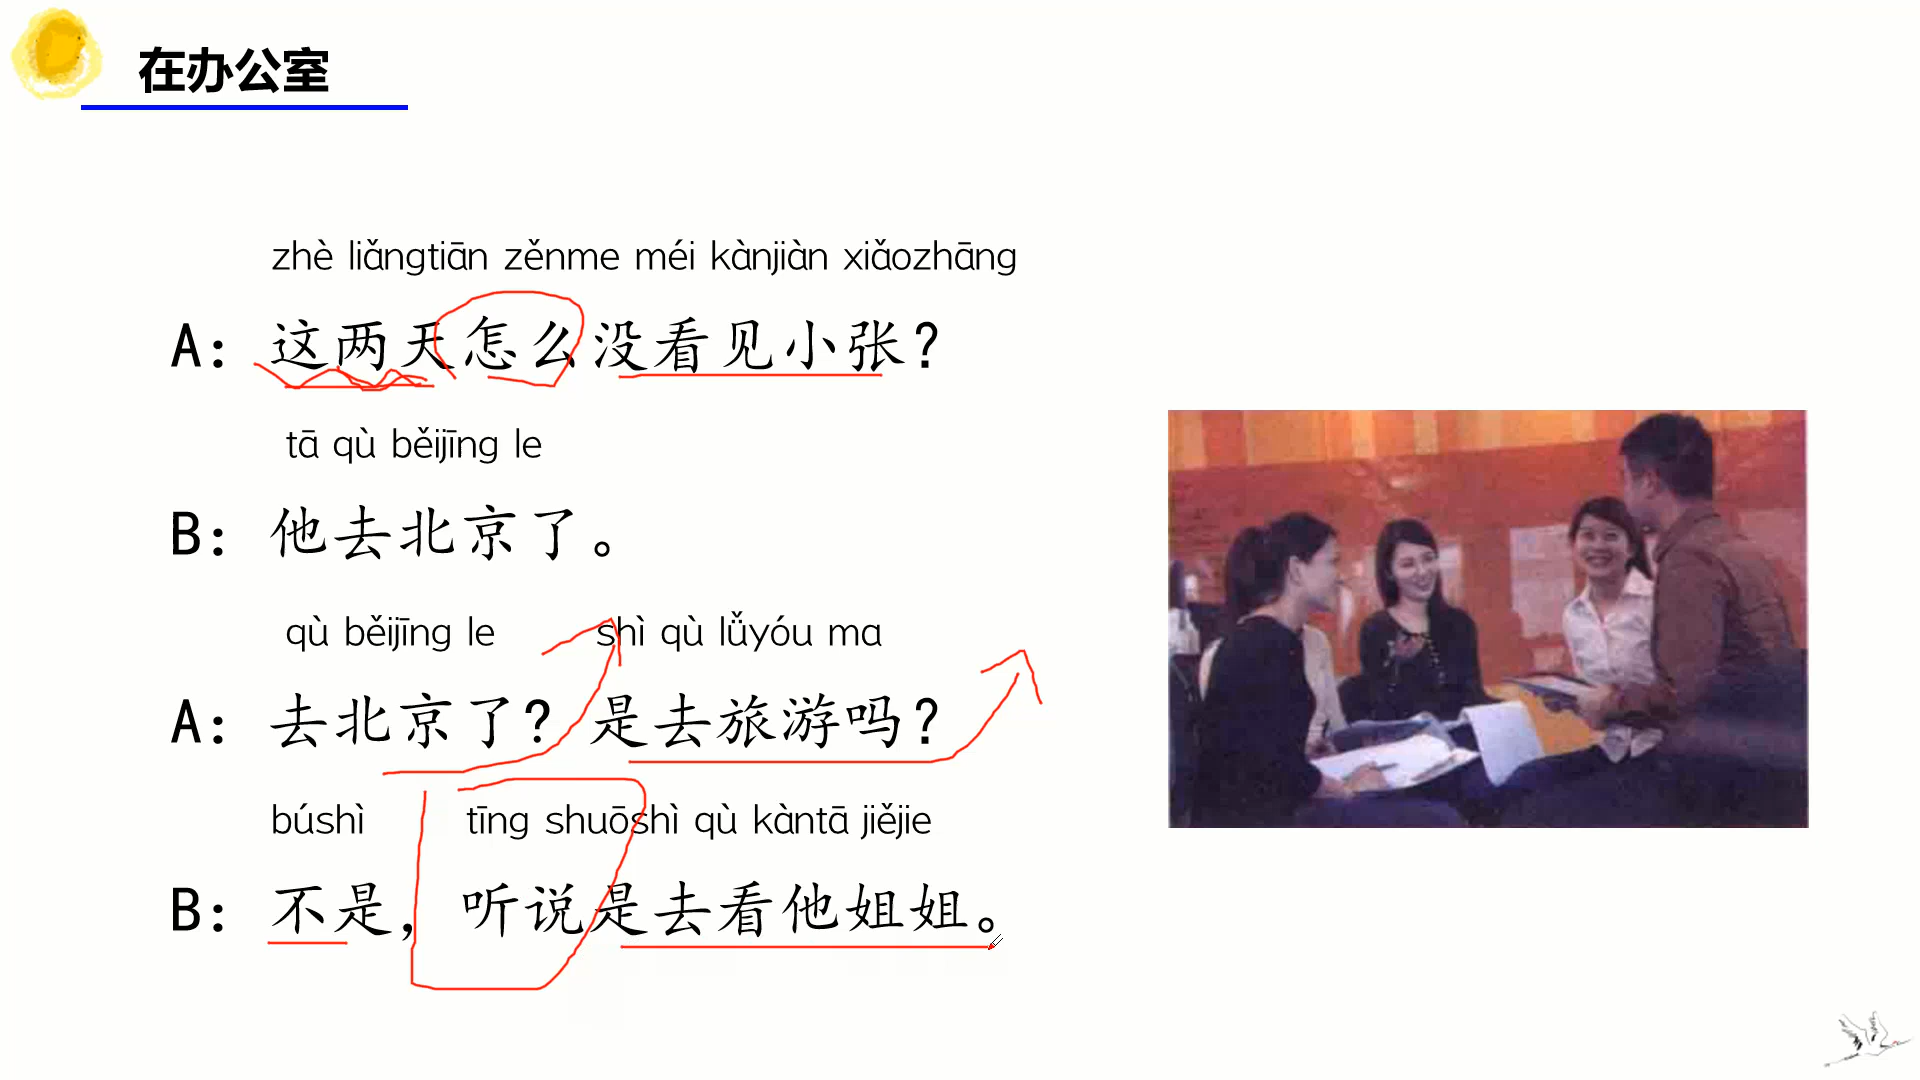 在办公室
zhè liǎngtiān zěnme méi kànjiàn xiǎozhāng
A：这两天怎么没看见小张？
tā qù běijīng le
B：他去北京了。
qù běijīng le shì qù lǚyóu ma
A：去北京了？ 是去旅游吗？
búshì tīng shuōshì qù kàntā jiějie
B：不是，听说是去看他姐姐。